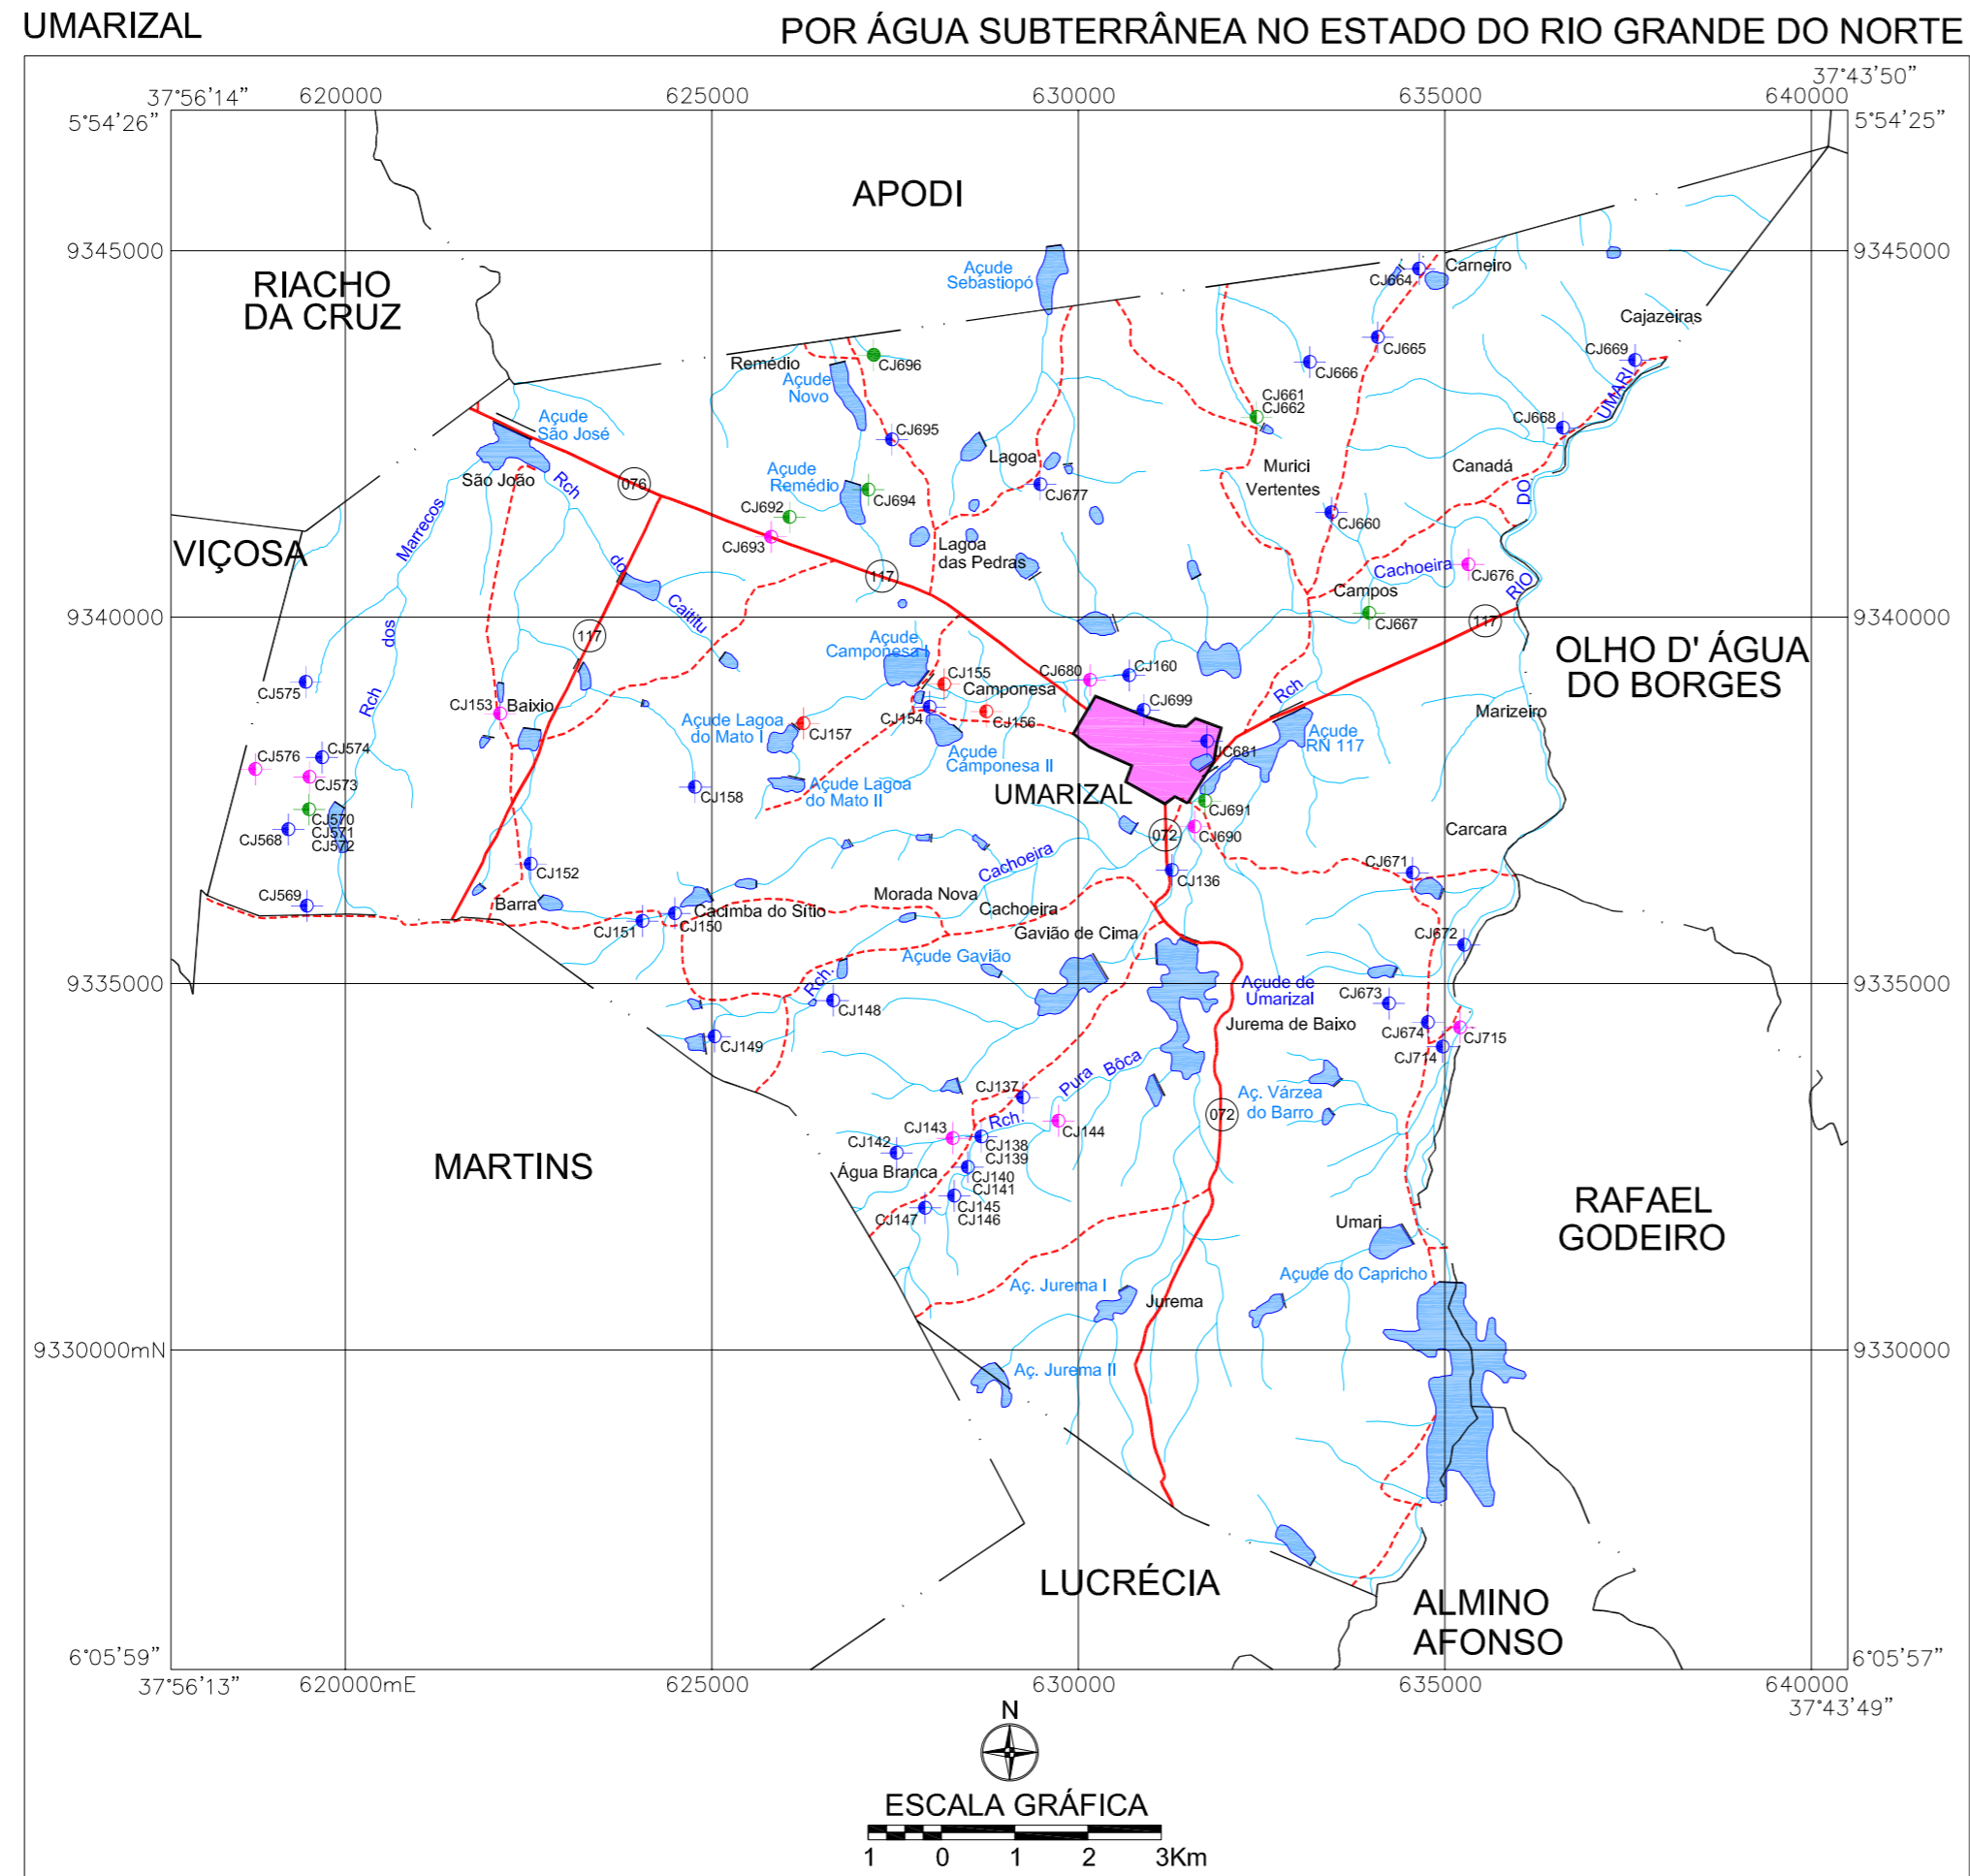 UMARIZAL
POR ÁGUA SUBTERRÂNEA NO ESTADO DO RIO GRANDE DO NORTE
37°56'14"
620000
625000
630000
635000
37°43'50"
640000
5°54'26"
5°54'25"
APODI
9345000
9345000
RIACHO
DA CRUZ
Açude
Sebastiopó
CJ664
Carneiro
Cajazeiras
CJ665
CJ666
CJ669
Remédio
CJ696
Açude
Novo
CJ661
CJ662
UMARI
CJ668
Açude
São José
CJ695
Lagoa
Murici
Canadá
São João
Rch
076
Açude
Remédio
CJ694
CJ677
Vertentes
DO
CJ692
CJ660
Marrecos
CJ693
VIÇOSA
Lagoa
das Pedras
do
117
Cachoeira
CJ676
RIO
Campos
CJ667
Caititu
9340000
9340000
117
dos
117
Açude
Camponesa I
OLHO D' ÁGUA
DO BORGES
CJ155
Camponesa
CJ680
CJ160
CJ575
Rch
CJ153
Baixio
CJ154
CJ156
CJ699
Rch
Marizeiro
Açude Lagoa
do Mato I
CJ157
Açude
RN 117
CJ576
CJ574
CJ573
Açude
Camponesa II
JC681
CJ158
Açude Lagoa
do Mato II
UMARIZAL
CJ570
CJ571
CJ572
CJ568
CJ691
CJ690
072
Carcara
Cachoeira
CJ152
CJ136
CJ671
CJ569
Barra
Morada Nova
CJ151
CJ150
Cacimba do Sítio
Cachoeira
Gavião de Cima
CJ672
Açude Gavião
Rch.
9335000
9335000
Açude de
Umarizal
CJ673
CJ148
Jurema de Baixo
CJ674
CJ715
CJ149
CJ714
Pura
Bôca
CJ137
Aç. Várzea
do Barro
072
Rch.
CJ144
CJ143
CJ142
CJ138
CJ139
Água Branca
CJ140
CJ141
MARTINS
CJ145
CJ146
CJ147
RAFAEL
GODEIRO
Umari
Açude do Capricho
Aç. Jurema I
Jurema
9330000mN
9330000
Aç. Jurema II
LUCRÉCIA
ALMINO
AFONSO
6°05'59"
6°05'57"
37°56'13"
620000mE
625000
630000
635000
640000
37°43'49"
N
ESCALA GRÁFICA
1 0 1 2 3Km